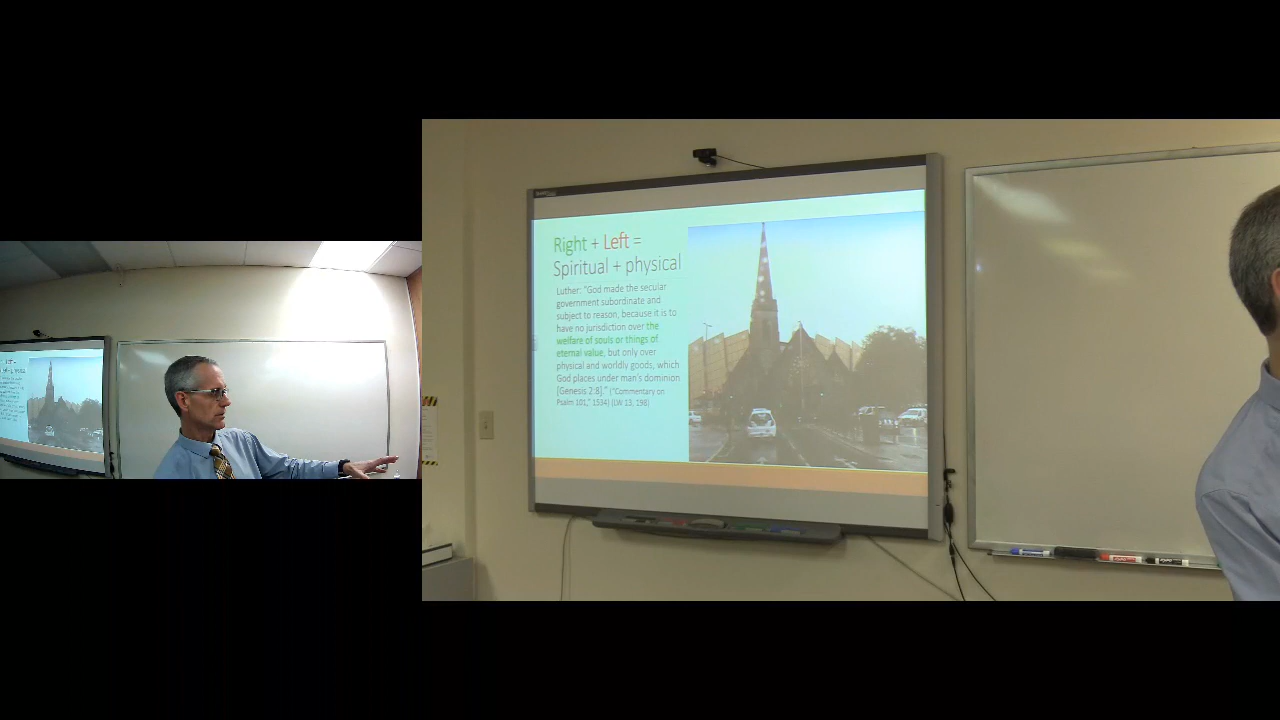 Right + Left =
Spiritual + physical
Luther: “God made the secular
government subordinate and
subject to reason, because it is to
have no jurisdiction over the
welfare of souls or things of
eternal value, but only over
physical and worldly goods, which
God places under man’s dominion
[Genesis 2:8].” (“Commentary on
Psalm 101,” 1534) (LW 13, 198)